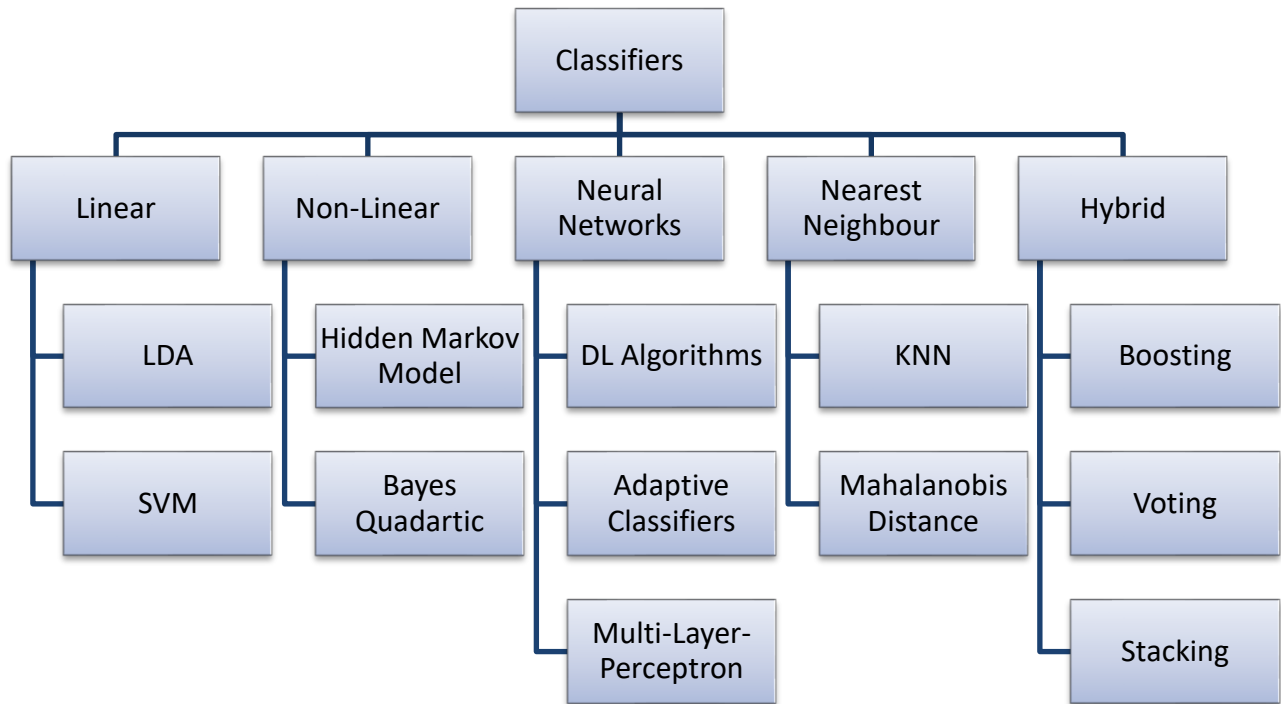 Classifiers
Linear
Non-Linear
Neural
Networks
Nearest
Neighbour
Hybrid
LDA
Hidden Markov
Model
DL Algorithms
KNN
Boosting
SVM
Bayes
Quadartic
Adaptive
Classifiers
Mahalanobis
Distance
Voting
Multi-Layer-
Perceptron
Stacking